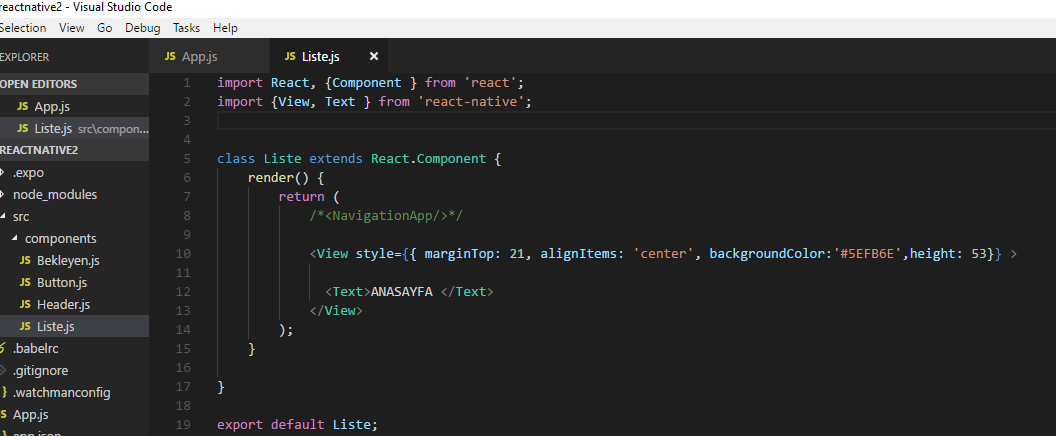 reactnative2 - Visual Studio Code
Selection View Go Debug Tasks Help
EXPLORER
OPEN EDITORS
JS App.js
JS Liste.js src\compon...
REACTNATIVE2
.expo
node_modules
src
components
JS Bekleyen.js
JS Button.js
JS Header.js
JS Liste.js
.babelrc
.gitignore
} .watchmanconfig
S App.js
} app.json
JS App.js
JS Liste.js ×
1 import React, {Component } from 'react';
2 import {View, Text } from 'react-native';
3
4
5 class Liste extends React.Component {
6 render() {
7 return (
8 /*<NavigationApp/>*/
9
10 <View style={{ marginTop: 21, alignItems: 'center', backgroundColor:'#5EFB6E',height: 53}} >
11
12 <Text>ANASAYFA </Text>
13 </View>
14 );
15 }
16
17 }
18
19 export default Liste;